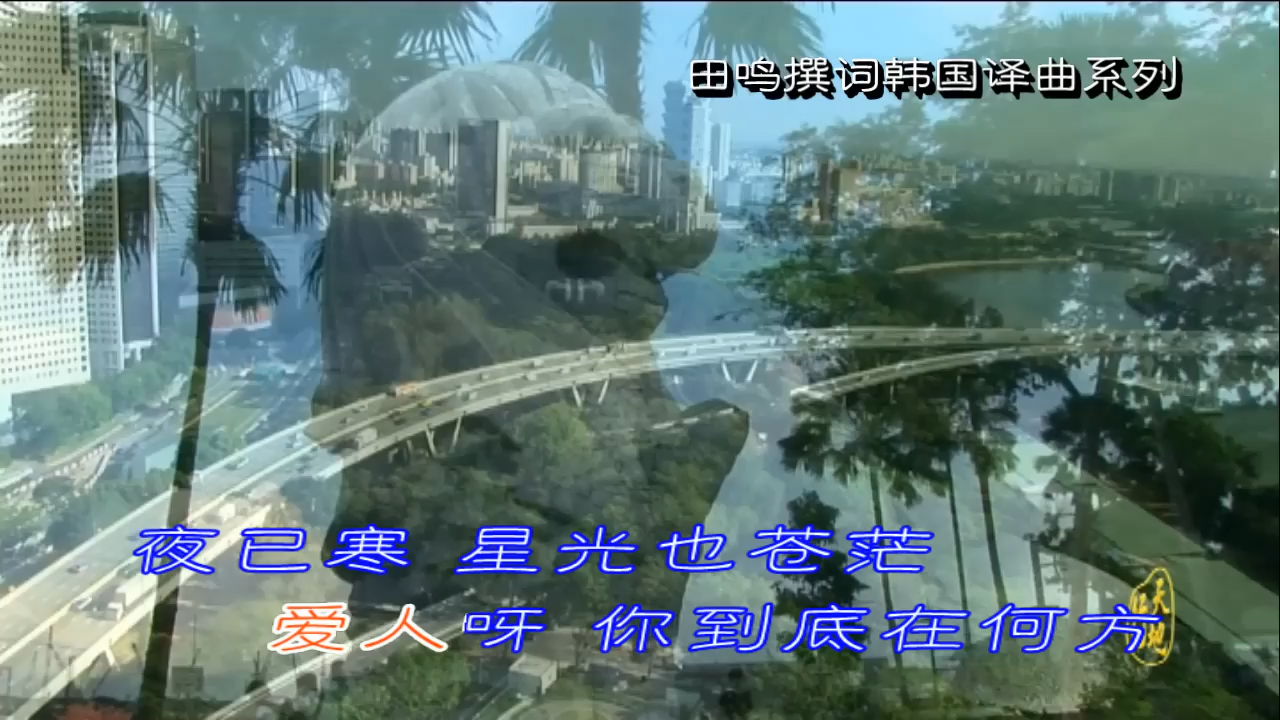 田鸣撰词韩国译曲系列
夜已寒 星光也苍茫
爱人呀 你到底在何方